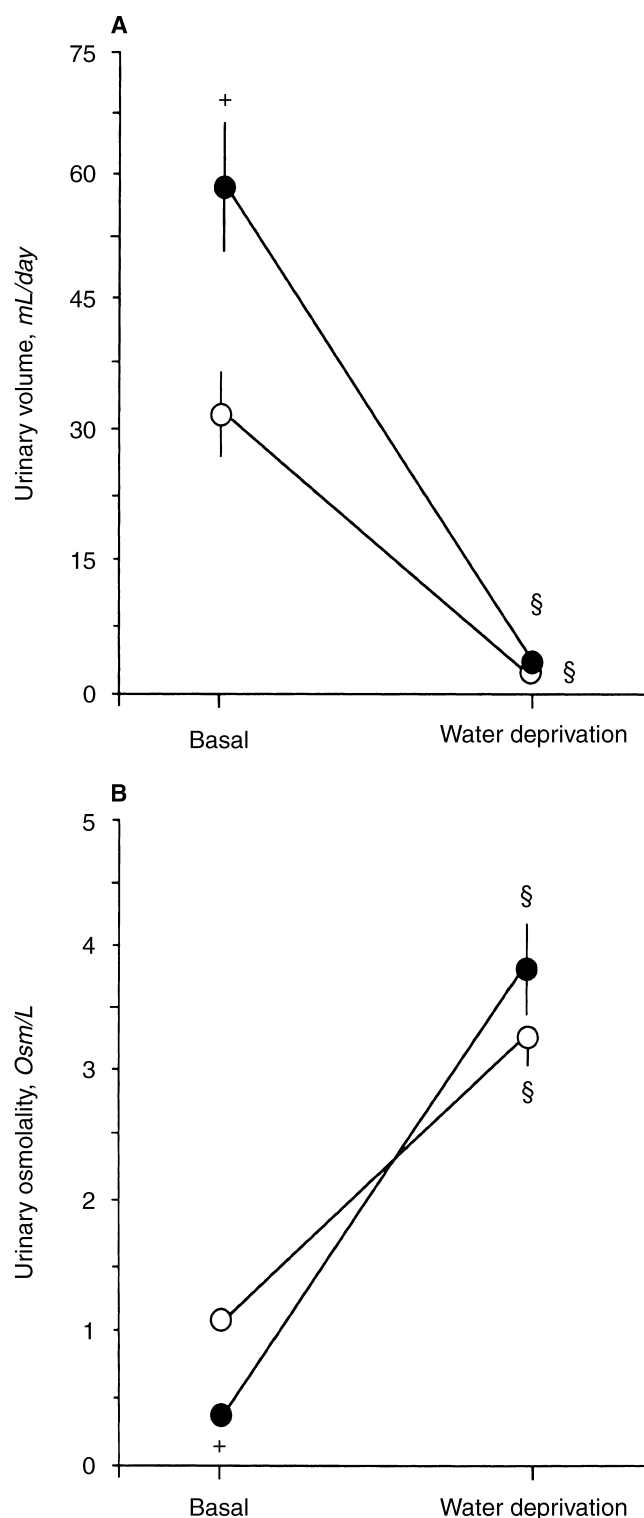 A
75
+
60
45
30
15
§
§
0
Basal
Water deprivation
Urinary volume, mL/day
B
5
§
4
3
§
2
1
+
0
Basal
Water deprivation
Urinary osmolality, Osm/L